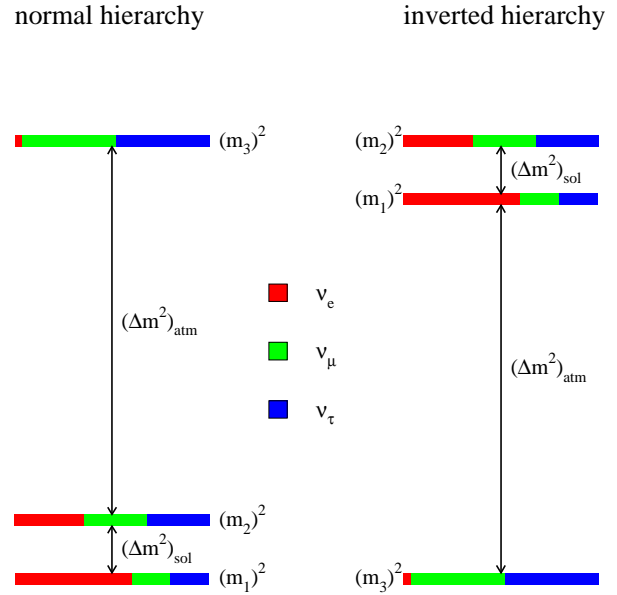 normal hierarchy
inverted hierarchy
(m₃)²
(m₂)²
(Δm²)sol
(m₁)²
νe
(Δm²)atm
νμ
(Δm²)atm
ντ
(m₂)²
(Δm²)sol
(m₁)²
(m₃)²